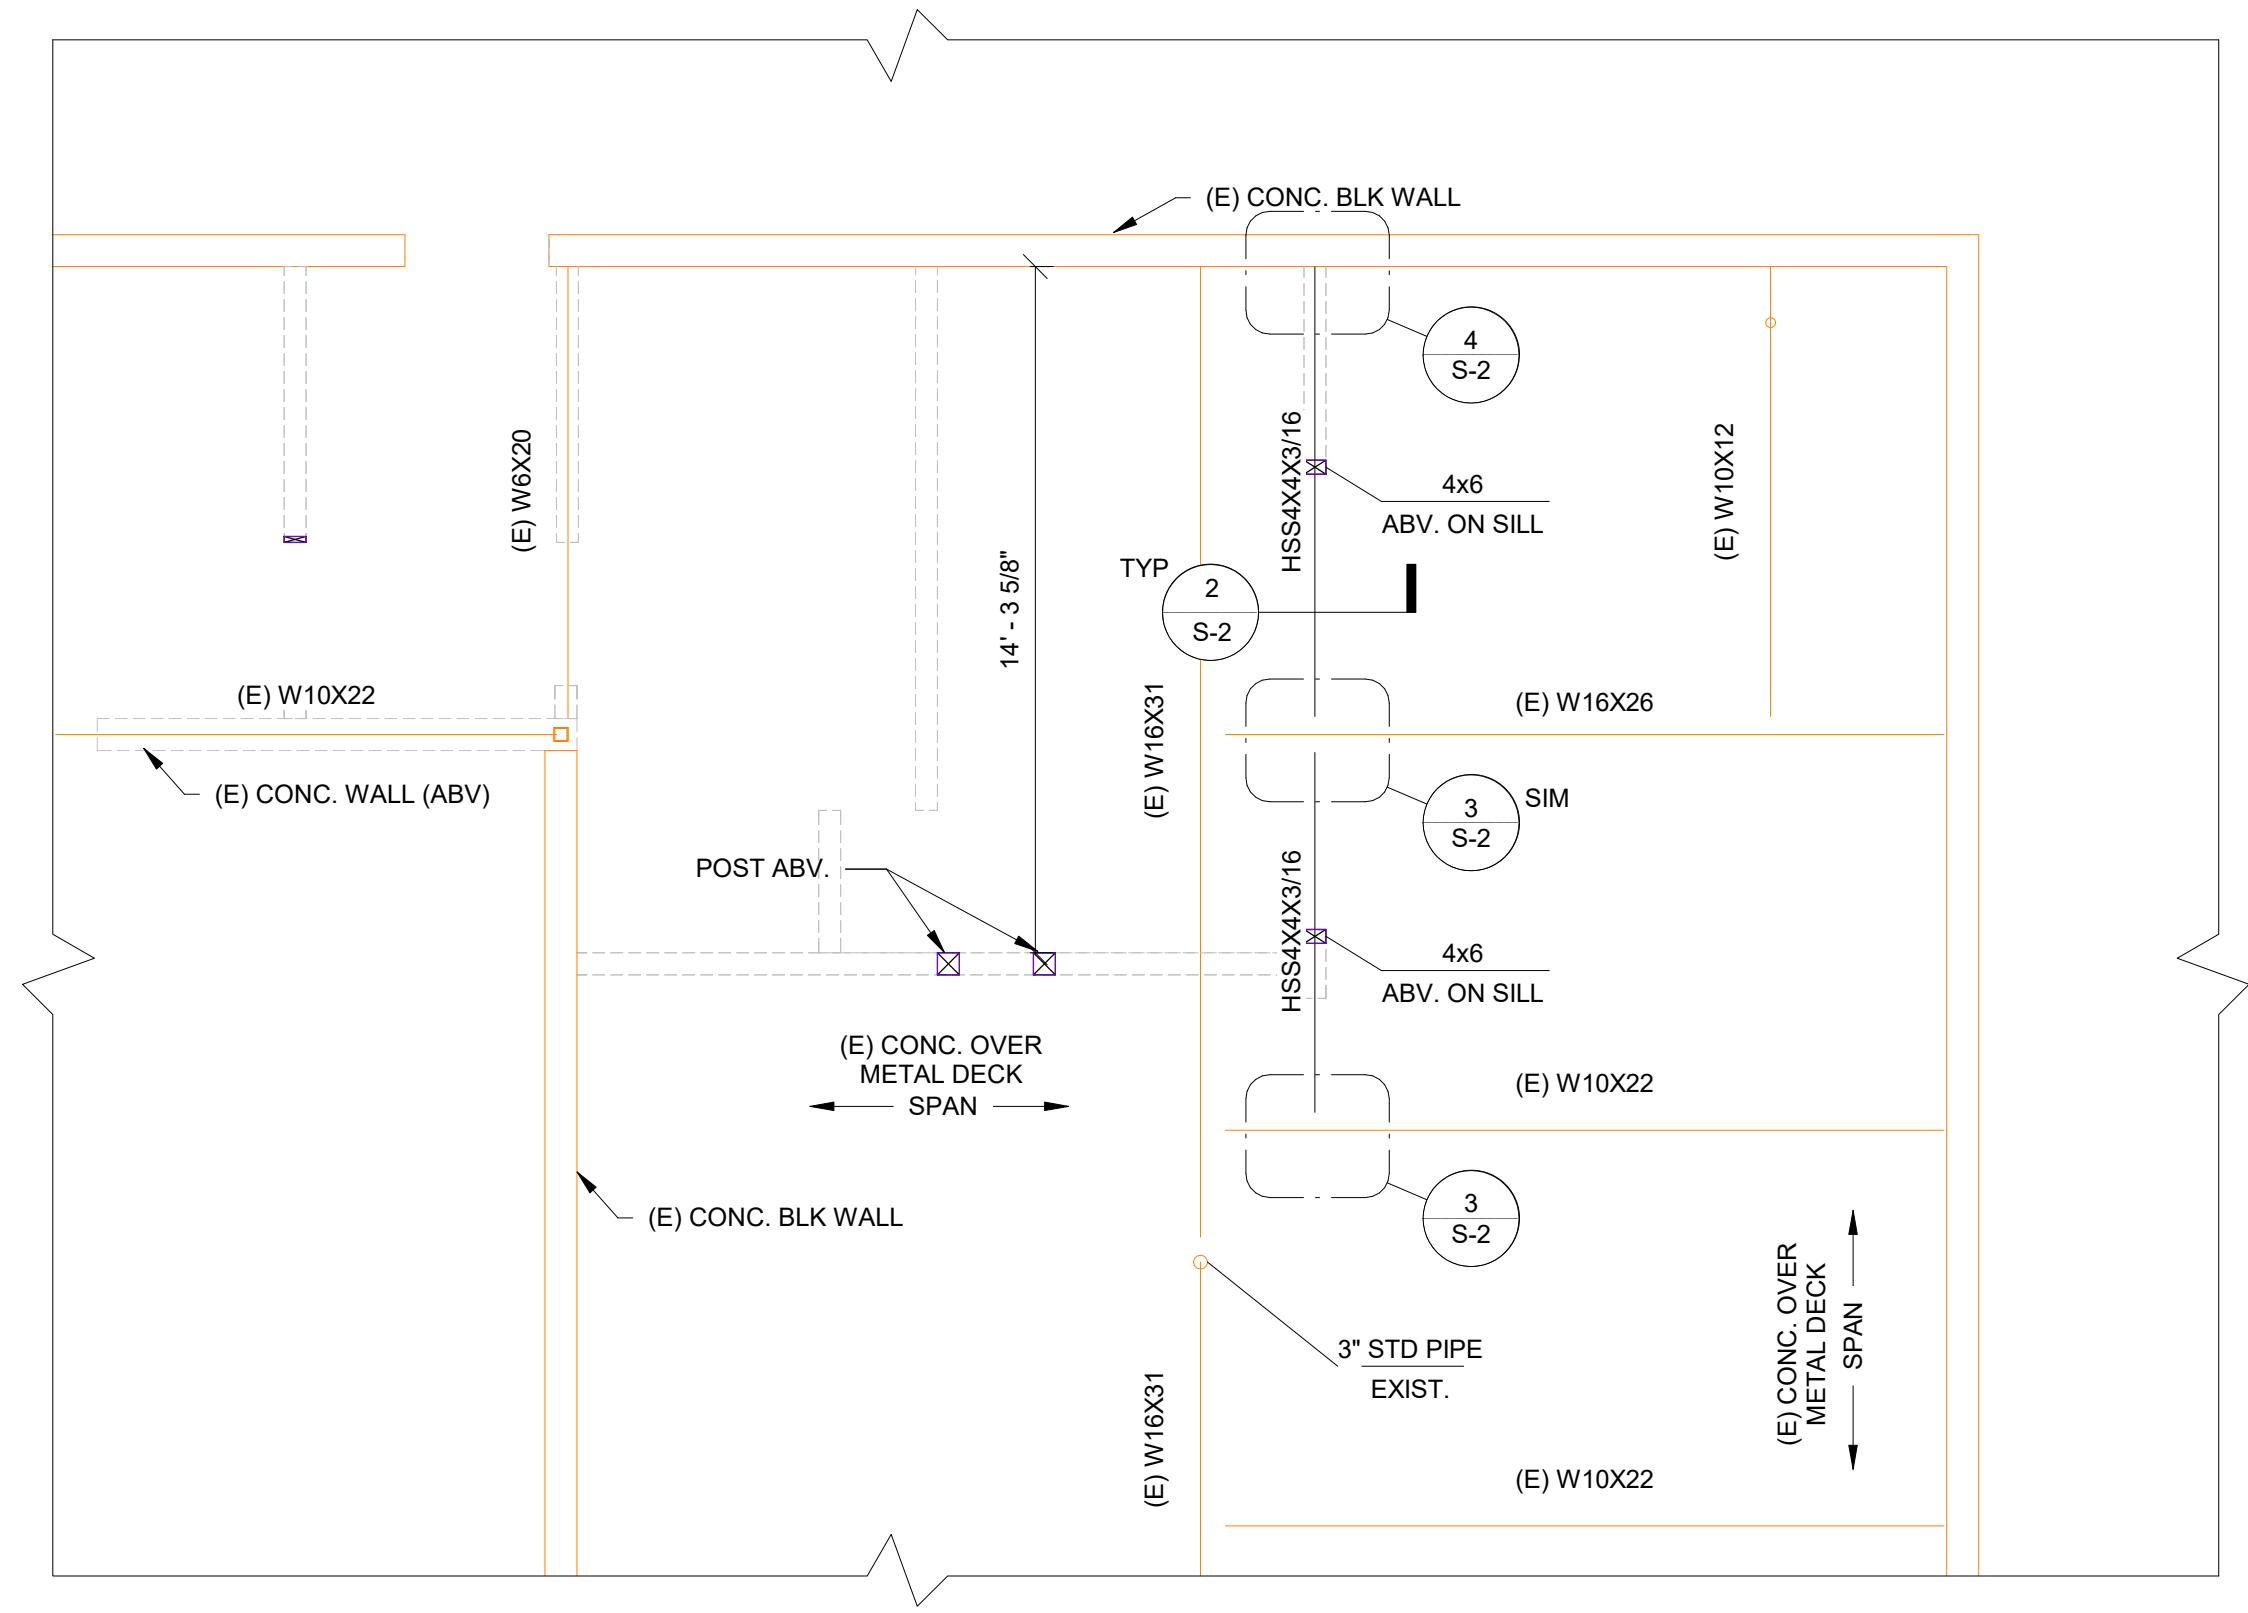 (E) CONC. BLK WALL
4
S-2
HSS4X4X3/16
(E) W6X20
(E) W10X12
4x6
ABV. ON SILL
14' - 3 5/8"
TYP
2
S-2
(E) W10X22
(E) W16X31
(E) W16X26
(E) CONC. WALL (ABV)
3
S-2
SIM
POST ABV.
HSS4X4X3/16
4x6
ABV. ON SILL
(E) CONC. OVER
METAL DECK
SPAN
(E) W10X22
(E) CONC. BLK WALL
3
S-2
(E) CONC. OVER
METAL DECK
SPAN
3" STD PIPE
EXIST.
(E) W16X31
(E) W10X22